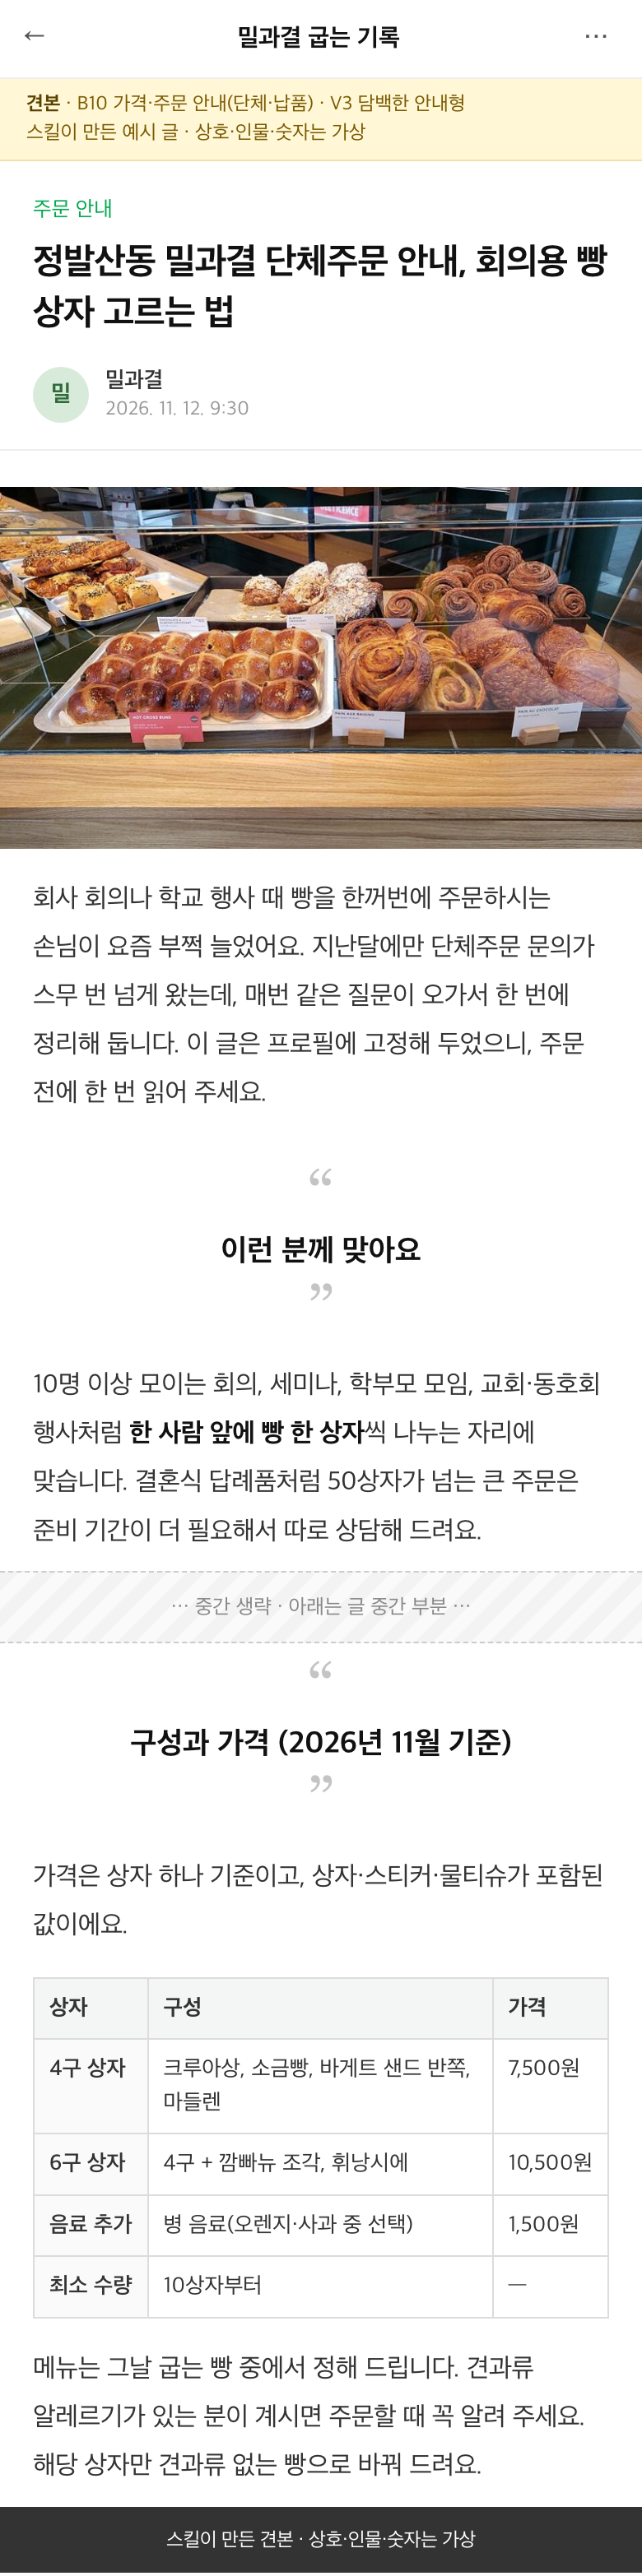 ←
밀과결 굽는 기록
…
견본 · B10 가격·주문 안내(단체·납품) · V3 담백한 안내형
스킬이 만든 예시 글 · 상호·인물·숫자는 가상
주문 안내
정발산동 밀과결 단체주문 안내, 회의용 빵
상자 고르는 법
밀
밀과결
2026. 11. 12. 9:30
HOT CROSS BUNS
PAIN AUX RAISINS
PAIN AU CHOCOLAT
회사 회의나 학교 행사 때 빵을 한꺼번에 주문하시는
손님이 요즘 부쩍 늘었어요. 지난달에만 단체주문 문의가
스무 번 넘게 왔는데, 매번 같은 질문이 오가서 한 번에
정리해 둡니다. 이 글은 프로필에 고정해 두었으니, 주문
전에 한 번 읽어 주세요.
“
이런 분께 맞아요
”
10명 이상 모이는 회의, 세미나, 학부모 모임, 교회·동호회
행사처럼 한 사람 앞에 빵 한 상자씩 나누는 자리에
맞습니다. 결혼식 답례품처럼 50상자가 넘는 큰 주문은
준비 기간이 더 필요해서 따로 상담해 드려요.
… 중간 생략 · 아래는 글 중간 부분 …
“
구성과 가격 (2026년 11월 기준)
”
가격은 상자 하나 기준이고, 상자·스티커·물티슈가 포함된
값이에요.
상자 구성 가격
4구 상자 크루아상, 소금빵, 바게트 샌드 반쪽, 7,500원
마들렌
6구 상자 4구 + 깜빠뉴 조각, 휘낭시에 10,500원
음료 추가 병 음료(오렌지·사과 중 선택) 1,500원
최소 수량 10상자부터 —
메뉴는 그날 굽는 빵 중에서 정해 드립니다. 견과류
알레르기가 있는 분이 계시면 주문할 때 꼭 알려 주세요.
해당 상자만 견과류 없는 빵으로 바꿔 드려요.
스킬이 만든 견본 · 상호·인물·숫자는 가상